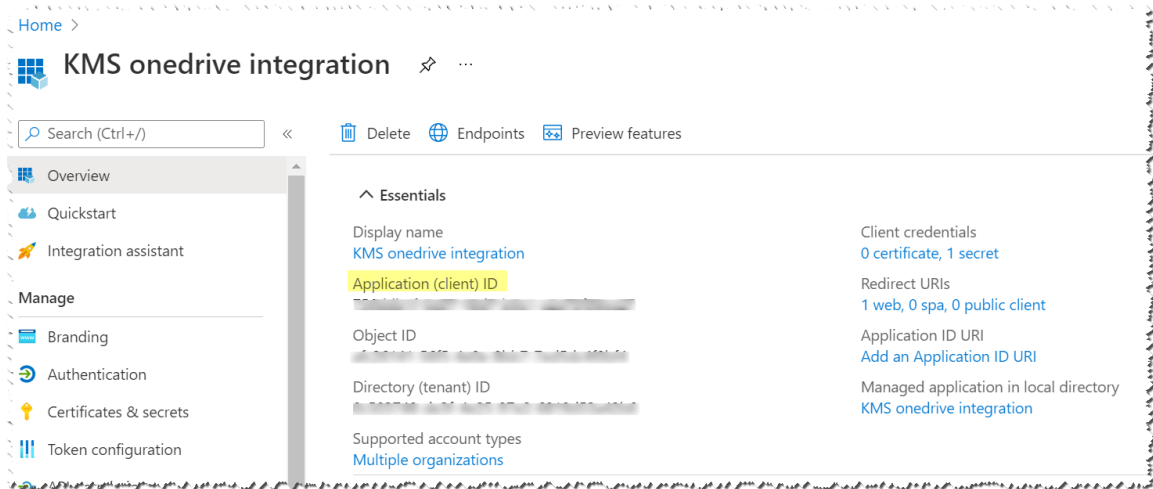 Home >
KMS onedrive integration
Search (Ctrl+/)
«
Delete
Endpoints
Preview features
Overview
Quickstart
Integration assistant
Manage
Branding
Authentication
Certificates & secrets
Token configuration
Essentials
Display name
KMS onedrive integration
Application (client) ID
Object ID
Directory (tenant) ID
Supported account types
Multiple organizations
Client credentials
0 certificate, 1 secret
Redirect URIs
1 web, 0 spa, 0 public client
Application ID URI
Add an Application ID URI
Managed application in local directory
KMS onedrive integration